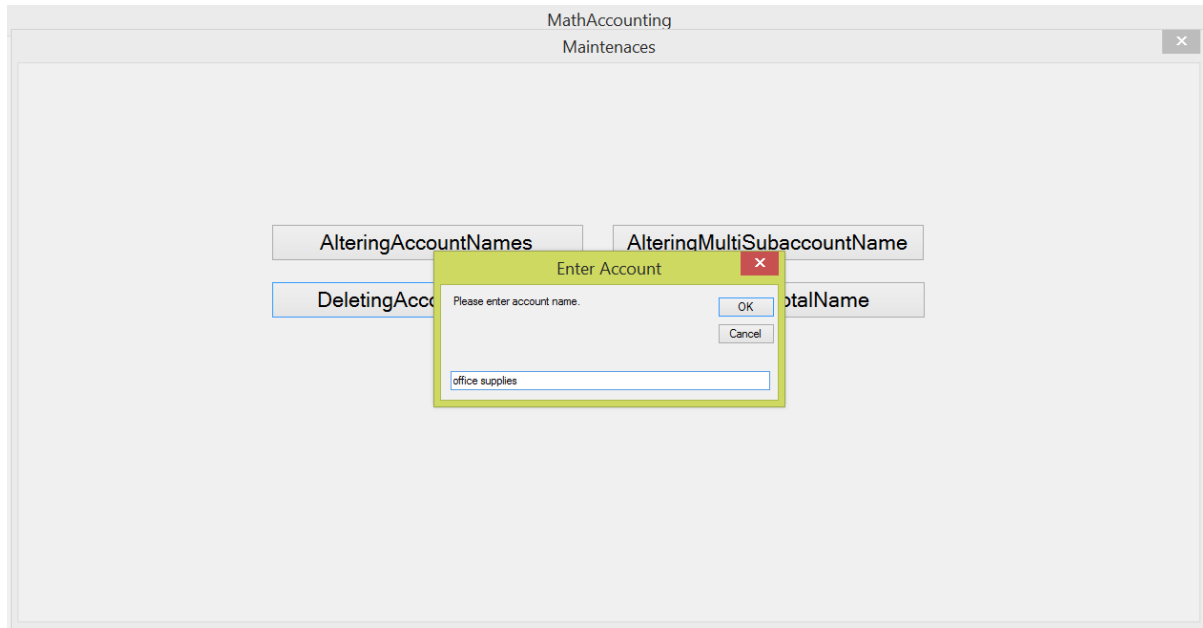 MathAccounting
Maintenaces
AlteringAccountNames
AlteringMultiSubaccountName
Enter Account
DeletingAcco
Please enter account name.
OK
otalName
Cancel
office supplies